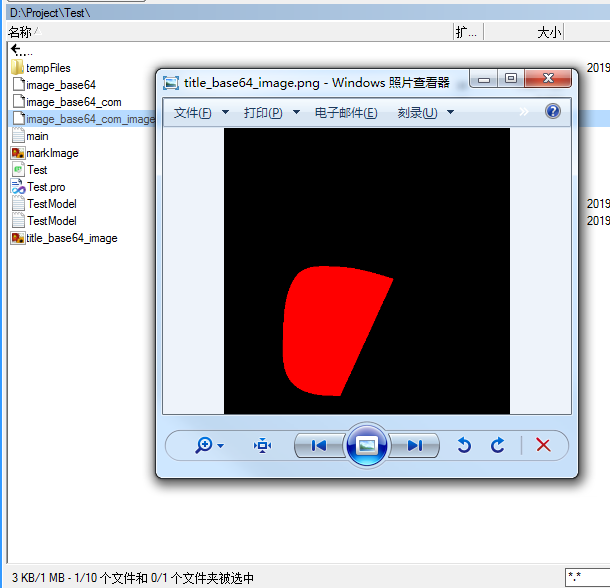 D:\Project\Test\
名称 扩... 大小
..
tempFiles 2019
image_base64
image_base64_com
image_base64_com_image
main
markImage
Test
Test.pro
TestModel 2019
TestModel 2019
title_base64_image
title_base64_image.png - Windows 照片查看器
文件(F) 打印(P) 电子邮件(E) 刻录(U) »
3 KB/1 MB - 1/10 个文件和 0/1 个文件夹被选中
*.*